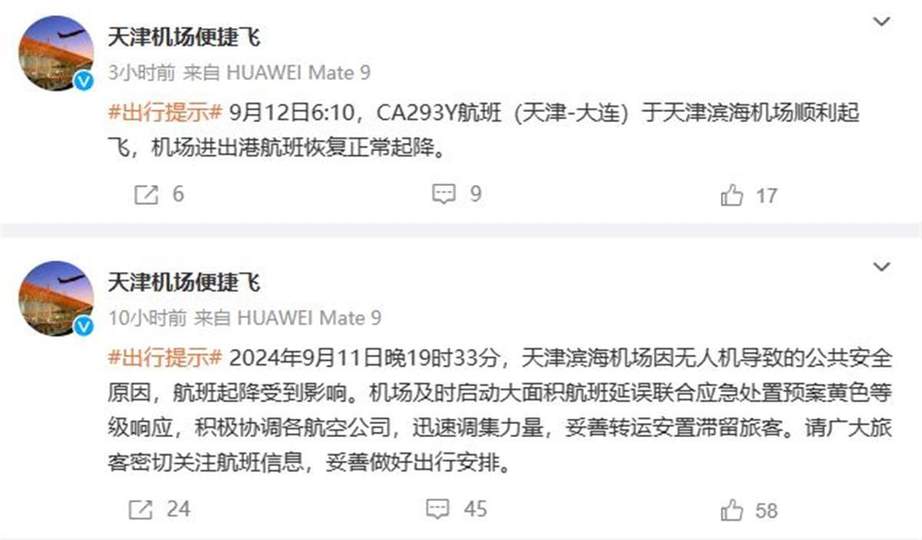 天津机场便捷飞
3小时前 来自 HUAWEI Mate 9
#出行提示# 9月12日6:10，CA293Y航班（天津-大连）于天津滨海机场顺利起
飞，机场进出港航班恢复正常起降。
6 9 17
天津机场便捷飞
10小时前 来自 HUAWEI Mate 9
#出行提示# 2024年9月11日晚19时33分，天津滨海机场因无人机导致的公共安全
原因，航班起降受到影响。机场及时启动大面积航班延误联合应急处置预案黄色等
级响应，积极协调各航空公司，迅速调集力量，妥善转运安置滞留旅客。请广大旅
客密切关注航班信息，妥善做好出行安排。
24 45 58